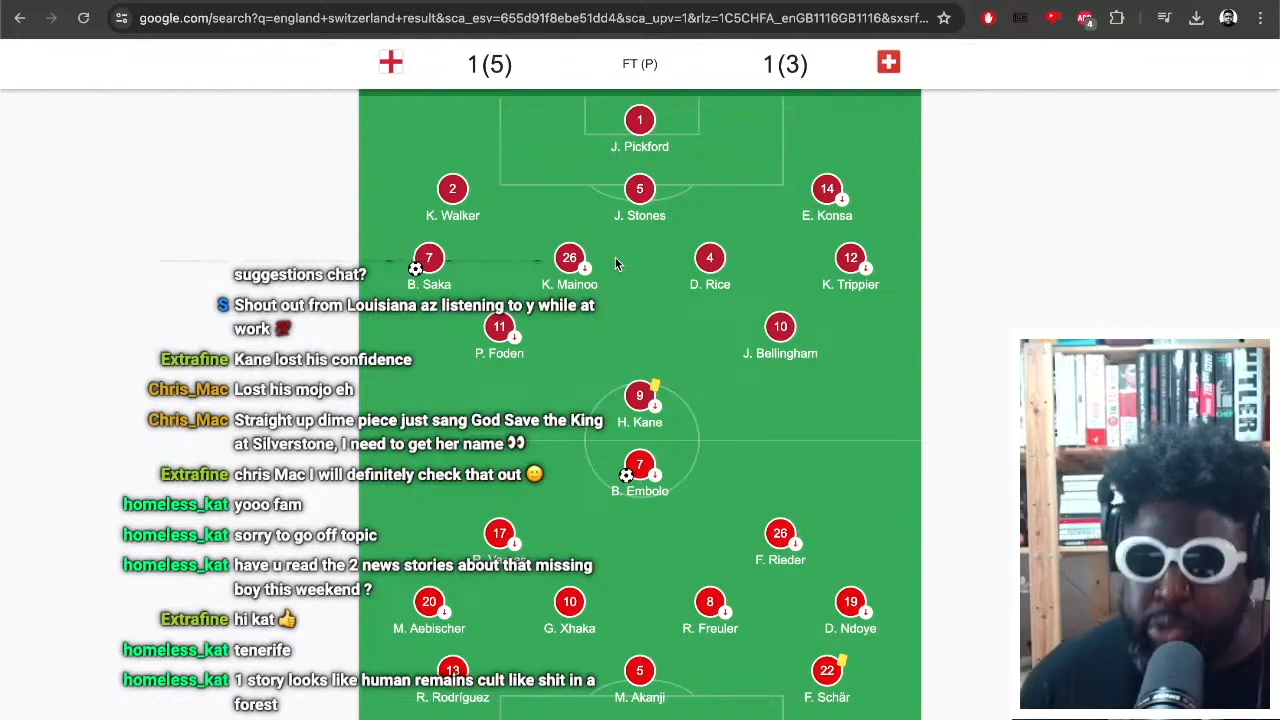 google.com/search?q=england+switzerland+result&sca_esv=655d91f8ebe51dd4&sca_upv=1&rlz=1C5CHFA_enGB1116GB1116&sxsrf...
4
1 (5)
FT (P)
1 (3)
1
J. Pickford
2
5
14
K. Walker
J. Stones
E. Konsa
7
26
4
12
B. Saka
K. Mainoo
D. Rice
K. Trippier
11
10
P. Foden
J. Bellingham
9
H. Kane
7
B. Embolo
17
26
F. Rieder
20
10
8
19
M. Aebischer
G. Xhaka
R. Freuler
D. Ndoye
13
5
22
R. Rodríguez
M. Akanji
F. Schär
suggestions chat?
S Shout out from Louisiana az listening to y while at
work 💯
Extrafine Kane lost his confidence
Chris_Mac Lost his mojo eh
Chris_Mac Straight up dime piece just sang God Save the King
at Silverstone, I need to get her name 👀
Extrafine chris Mac I will definitely check that out 🙂
homeless_kat yooo fam
homeless_kat sorry to go off topic
homeless_kat have u read the 2 news stories about that missing
boy this weekend ?
Extrafine hi kat 👍
homeless_kat tenerife
homeless_kat 1 story looks like human remains cult like shit in a
forest
HITLER